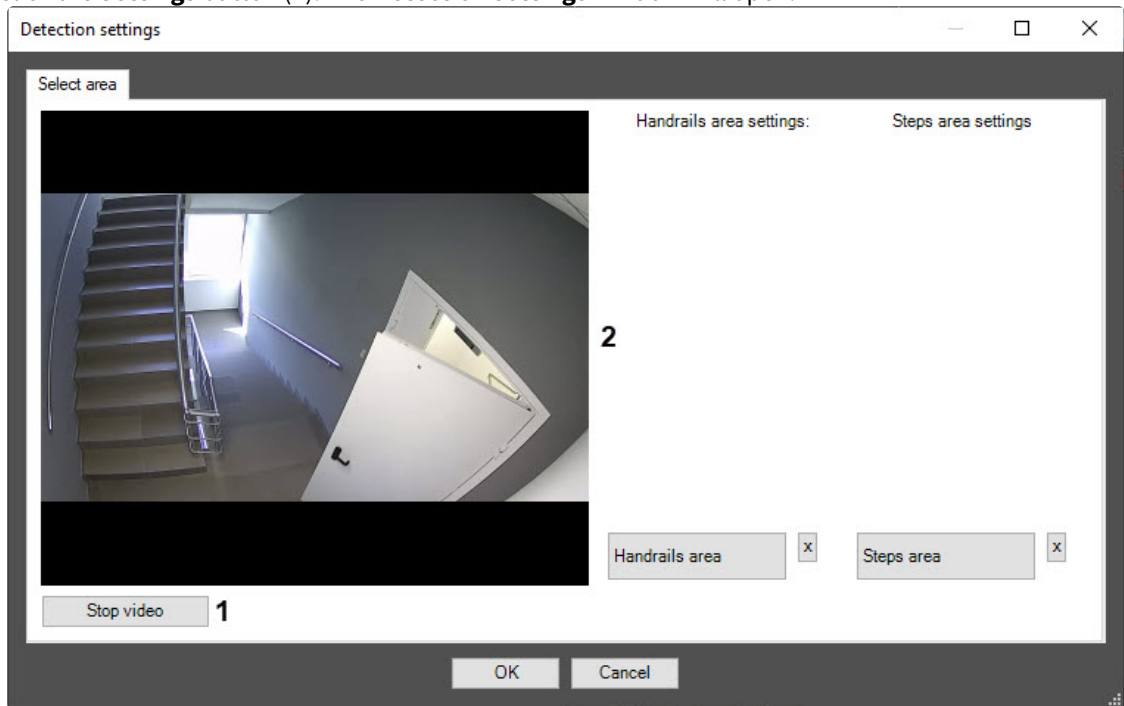 Detection settings
Select area
Handrails area settings: Steps area settings
2
Handrails area x Steps area x
Stop video 1
OK Cancel